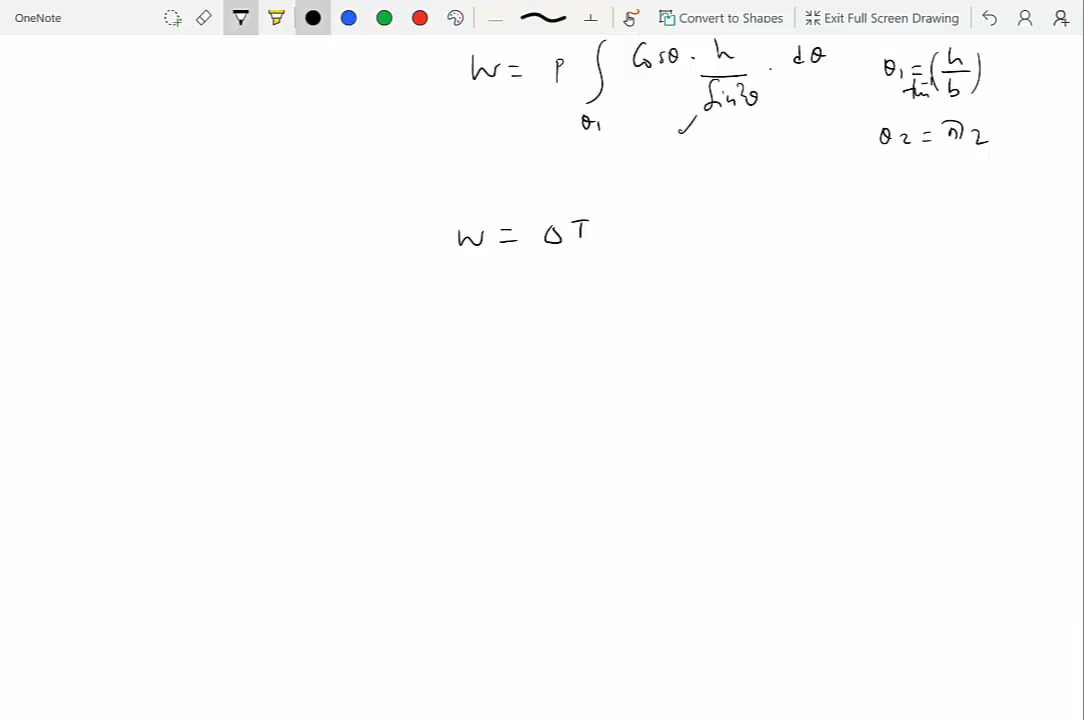 OneNote
Convert to Shapes
Exit Full Screen Drawing
W = P ∫ Cosθ · h / Sin²θ · dθ
θ1
θ1 = tan⁻¹(h/b)
θ2 = π/2
W = ΔT